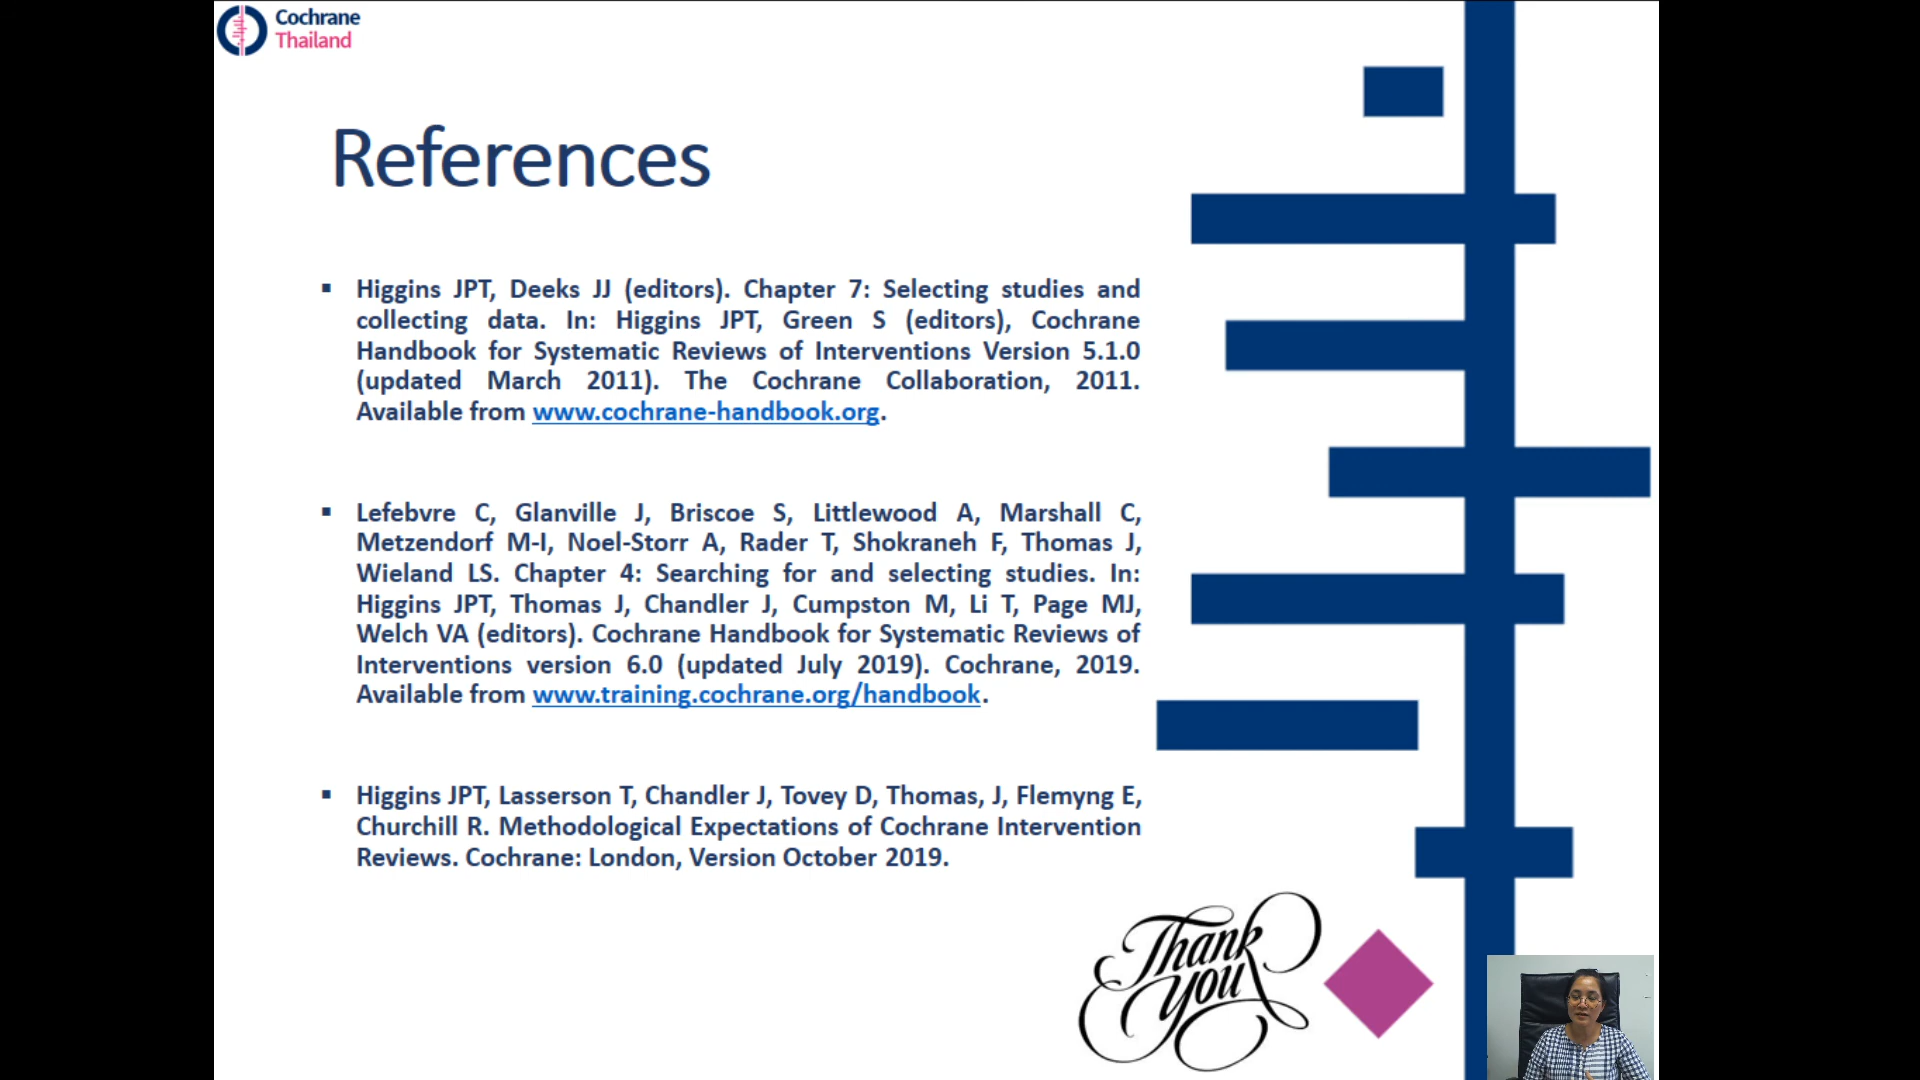 Cochrane
Thailand
References
▪ Higgins JPT, Deeks JJ (editors). Chapter 7: Selecting studies and
collecting data. In: Higgins JPT, Green S (editors), Cochrane
Handbook for Systematic Reviews of Interventions Version 5.1.0
(updated March 2011). The Cochrane Collaboration, 2011.
Available from www.cochrane-handbook.org.
▪ Lefebvre C, Glanville J, Briscoe S, Littlewood A, Marshall C,
Metzendorf M-I, Noel-Storr A, Rader T, Shokraneh F, Thomas J,
Wieland LS. Chapter 4: Searching for and selecting studies. In:
Higgins JPT, Thomas J, Chandler J, Cumpston M, Li T, Page MJ,
Welch VA (editors). Cochrane Handbook for Systematic Reviews of
Interventions version 6.0 (updated July 2019). Cochrane, 2019.
Available from www.training.cochrane.org/handbook.
▪ Higgins JPT, Lasserson T, Chandler J, Tovey D, Thomas, J, Flemyng E,
Churchill R. Methodological Expectations of Cochrane Intervention
Reviews. Cochrane: London, Version October 2019.
Thank
you